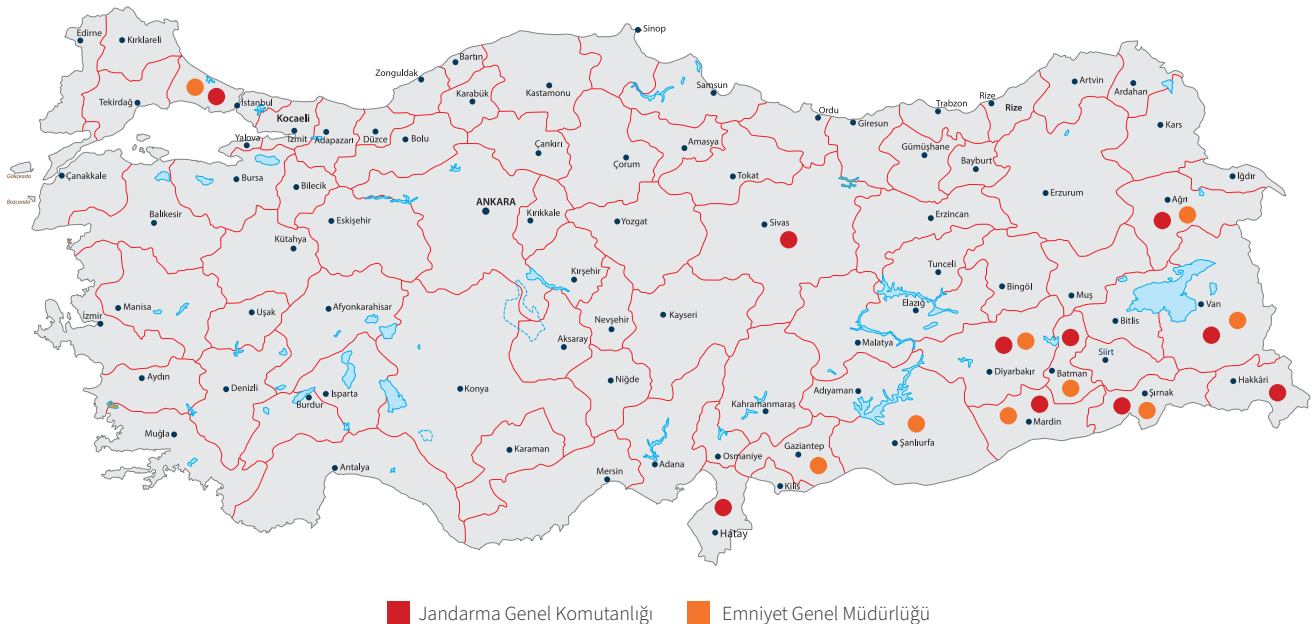 Sinop
Edirne
Kırklareli
Bartın
Zonguldak
Artvin
Ardahan
Kastamonu
Karabük
Samsun
Rize
Rize
Tekirdağ
İstanbul
Trabzon
Ordu
Giresun
Kocaeli
Kars
İzmit
Adapazarı
Düzce
Bolu
Yalova
Amasya
Çankırı
Gümüşhane
Çorum
Bayburt
Gökçeada
Çanakkale
Bursa
Tokat
Iğdır
Bilecik
Erzurum
Bozcaada
ANKARA
Ağrı
Balıkesir
Eskişehir
Kırıkkale
Yozgat
Sivas
Erzincan
Kütahya
Tunceli
Kırşehir
Bingöl
Muş
Manisa
Uşak
Afyonkarahisar
Elazığ
Van
İzmir
Nevşehir
Kayseri
Bitlis
Aksaray
Malatya
Siirt
Aydın
Denizli
Isparta
Burdur
Konya
Niğde
Diyarbakır
Batman
Hakkâri
Adıyaman
Şırnak
Kahramanmaraş
Muğla
Mardin
Karaman
Gaziantep
Şanlıurfa
Osmaniye
Antalya
Mersin
Adana
Kilis
Hatay
Jandarma Genel Komutanlığı
Emniyet Genel Müdürlüğü